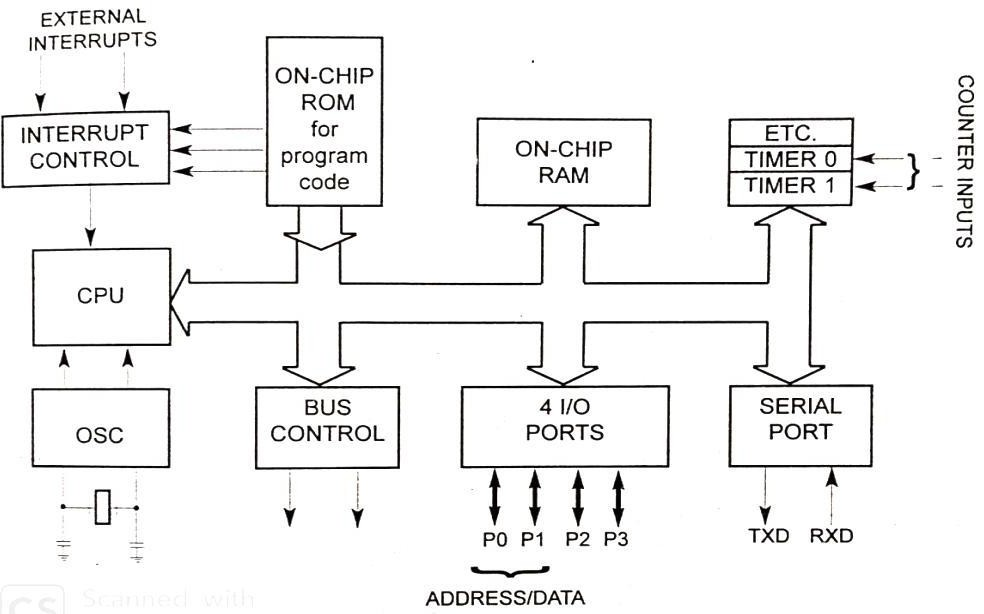 EXTERNAL
INTERRUPTS
INTERRUPT
CONTROL
ON-CHIP
ROM
for
program
code
ON-CHIP
RAM
ETC.
TIMER 0
TIMER 1
COUNTER INPUTS
CPU
OSC
BUS
CONTROL
4 I/O
PORTS
SERIAL
PORT
P0 P1 P2 P3
TXD RXD
ADDRESS/DATA
CS Scanned with